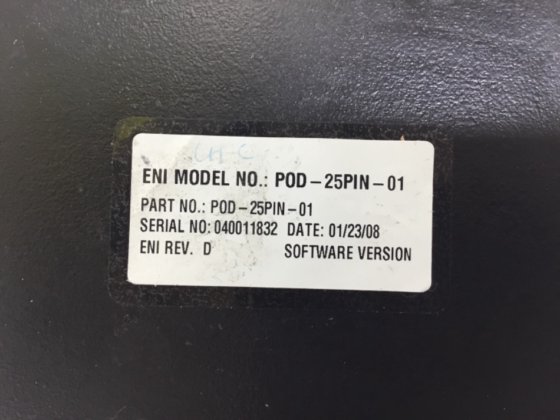 CH C
ENI MODEL NO.: POD-25PIN-01
PART NO.: POD-25PIN-01
SERIAL NO: 040011832 DATE: 01/23/08
ENI REV. D SOFTWARE VERSION